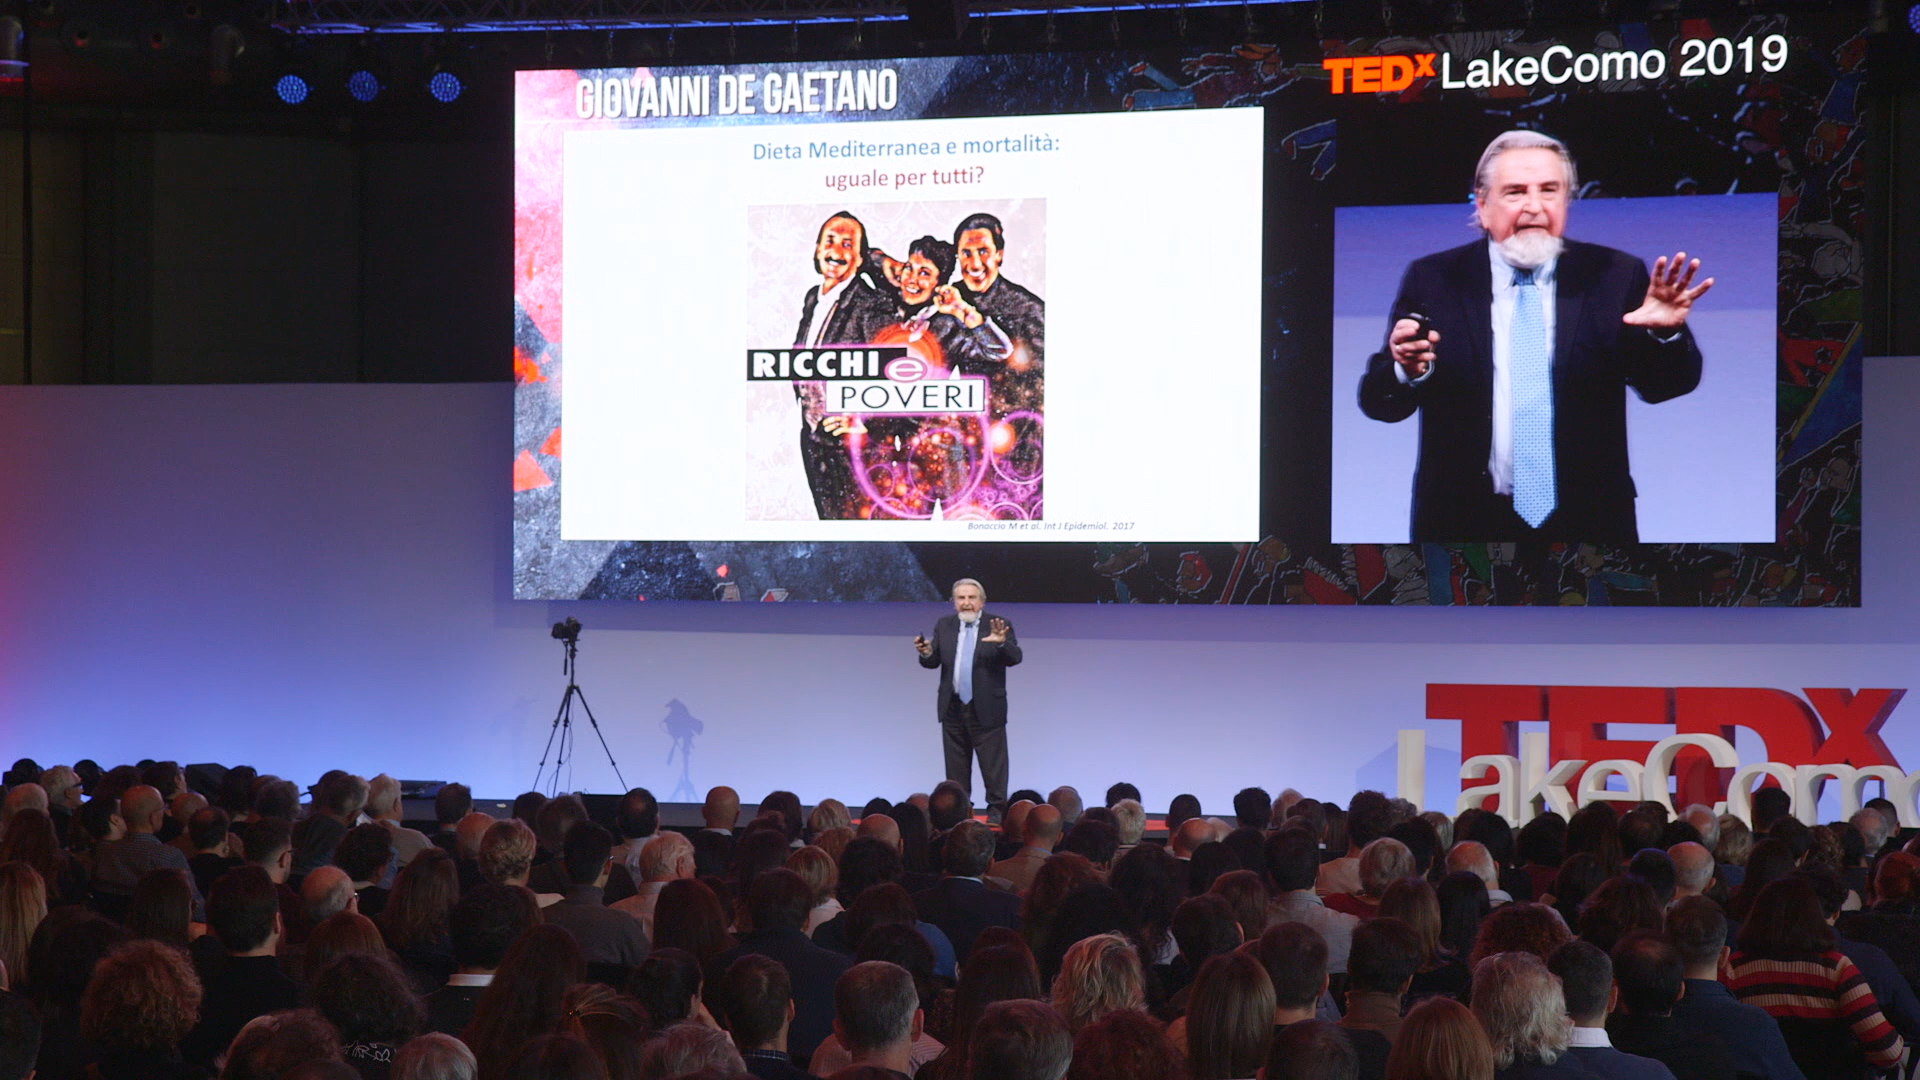 GIOVANNI DE GAETANO
TEDx LakeComo 2019
Dieta Mediterranea e mortalità:
uguale per tutti?
RICCHI e
POVERI
Bonaccio M et al. Int J Epidemiol. 2017
TEDx
LakeComo